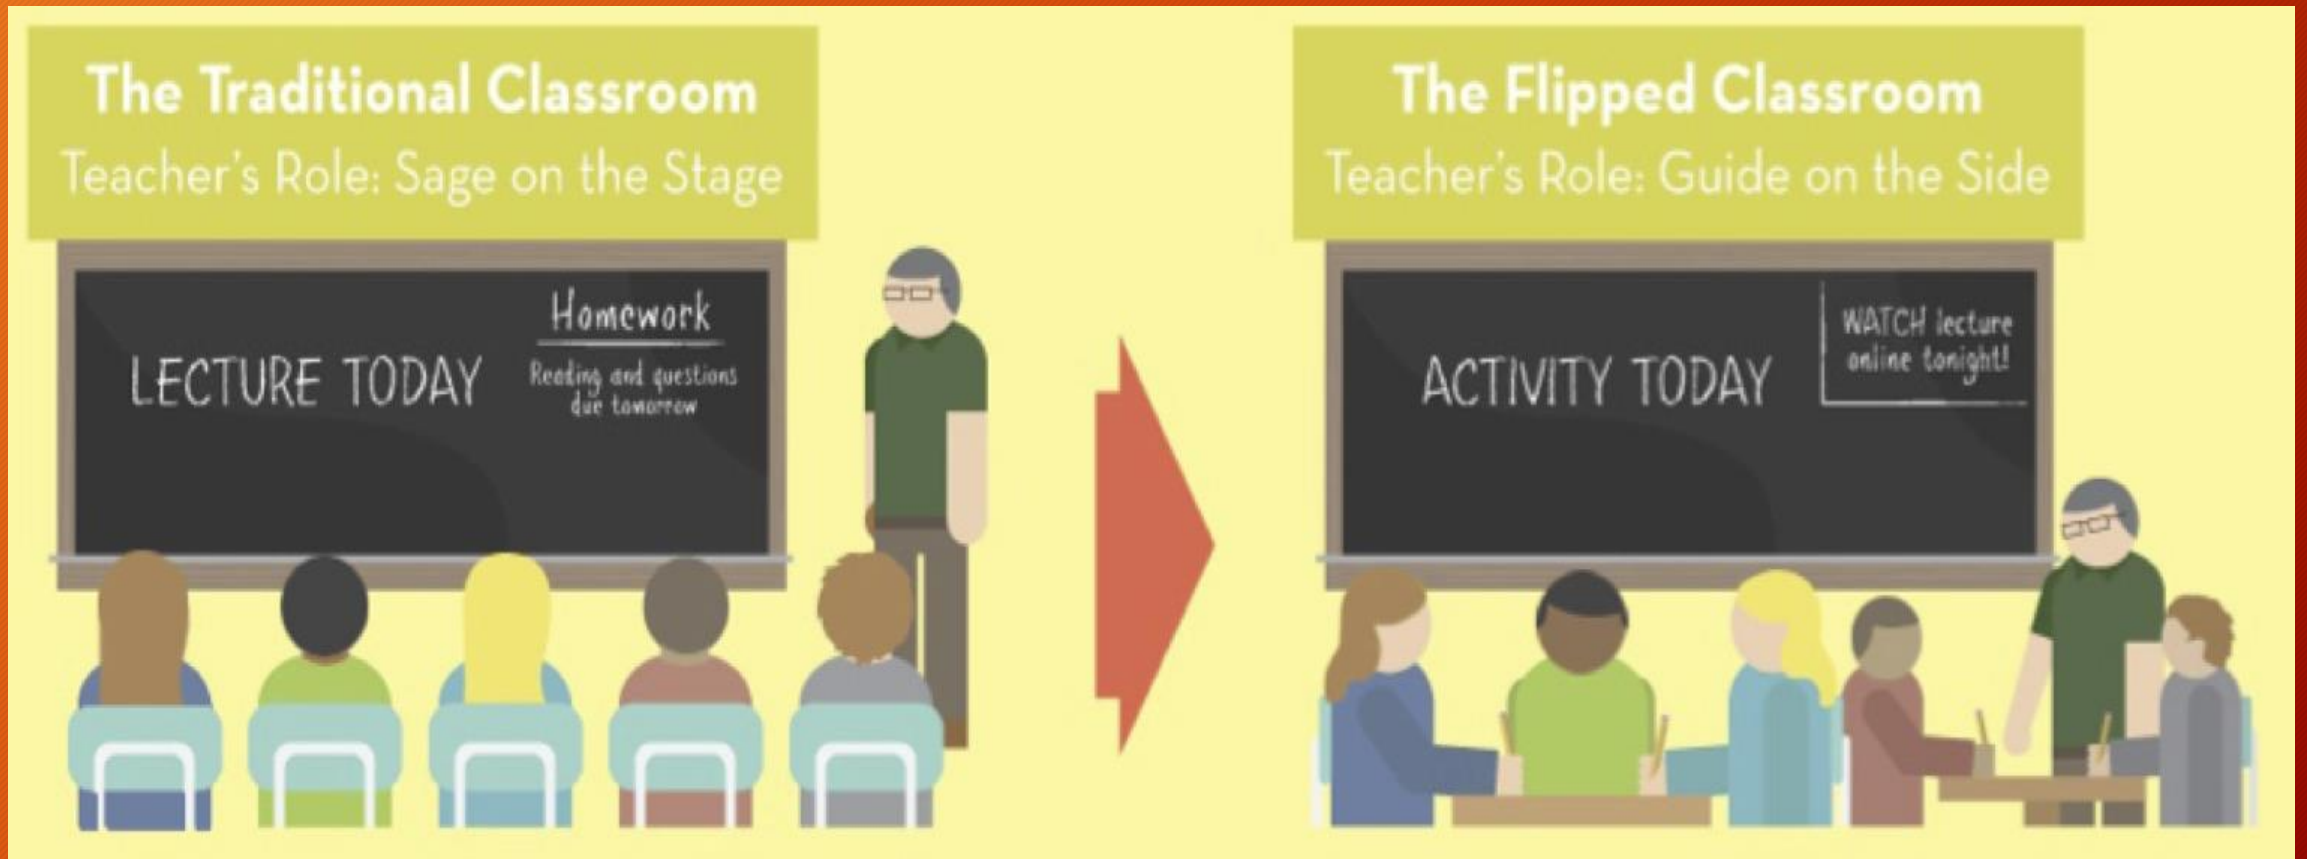 The Traditional Classroom
Teacher's Role: Sage on the Stage
LECTURE TODAY
Homework
Reading and questions
due tomorrow
The Flipped Classroom
Teacher's Role: Guide on the Side
ACTIVITY TODAY
WATCH lecture
online tonight!